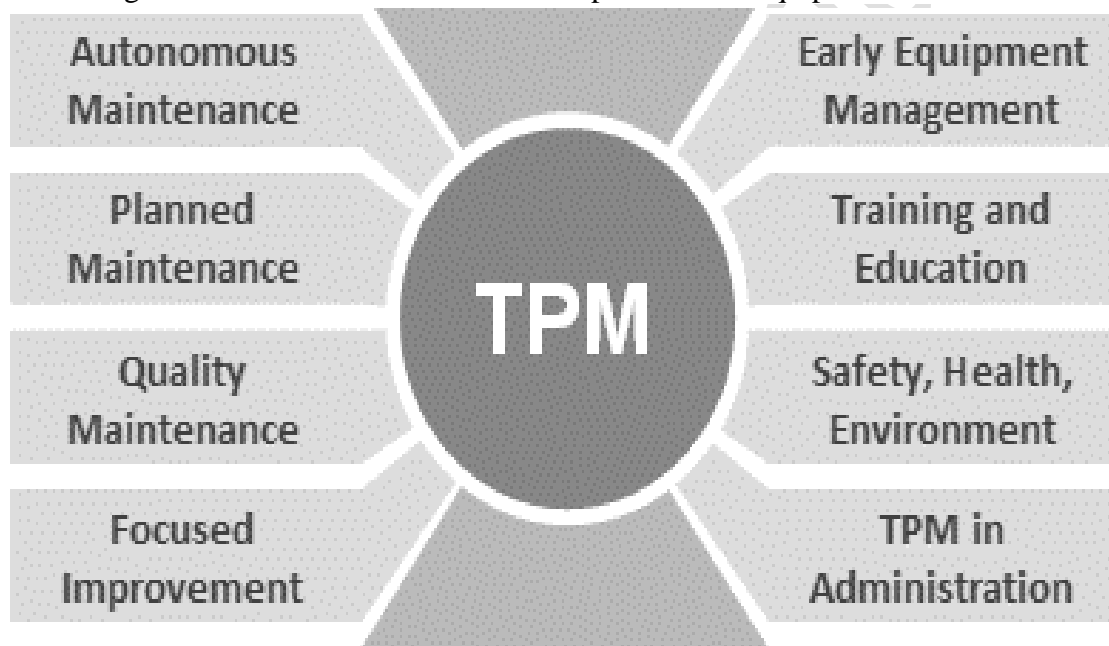 Autonomous
Maintenance
Planned
Maintenance
Quality
Maintenance
Focused
Improvement
TPM
Early Equipment
Management
Training and
Education
Safety, Health,
Environment
TPM in
Administration